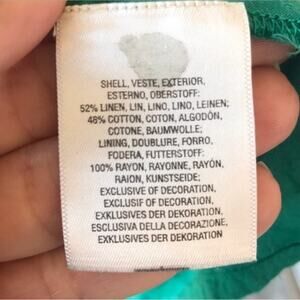 SHELL, VESTE, EXTERIOR,
ESTERNO, OBERSTOFF:
52% LINEN, LIN, LINO, LINO, LEINEN;
48% COTTON, COTON, ALGODÓN,
COTONE, BAUMWOLLE;
LINING, DOUBLURE, FORRO,
FODERA, FUTTERSTOFF:
100% RAYON, RAYONNE, RAYÓN,
RAION, KUNSTSEIDE;
EXCLUSIVE OF DECORATION,
EXCLUSIF OF DECORATION,
EXKLUSIVES DER DEKORATION.
ESCLUSIVA DELLA DECORAZIONE,
EXKLUSIVES DER DEKORATION